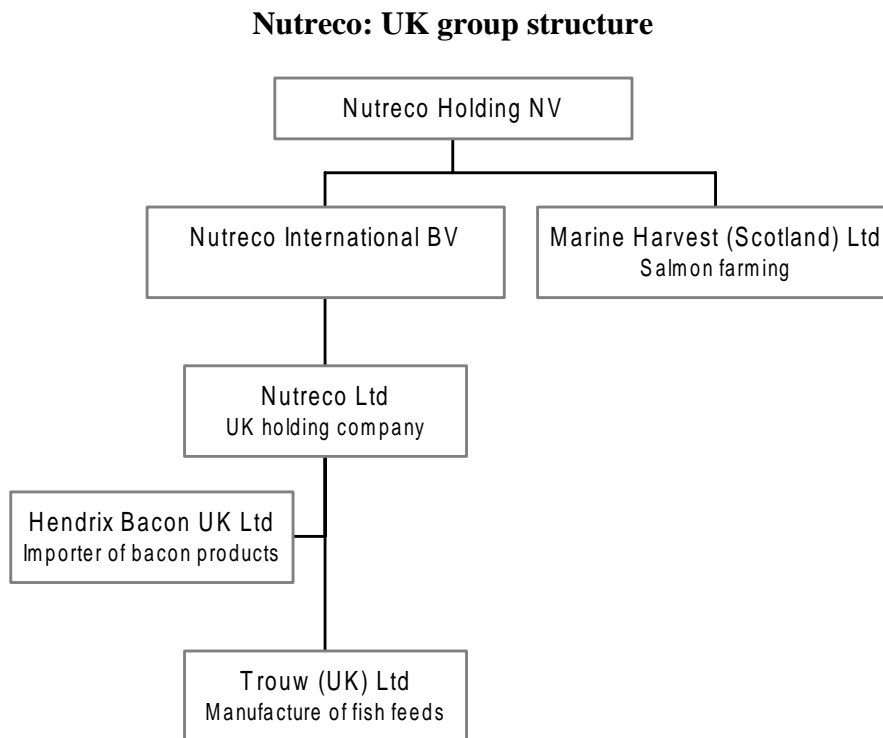 Nutreco: UK group structure
Nutreco Holding NV
Nutreco International BV
Marine Harvest (Scotland) Ltd
Salmon farming
Nutreco Ltd
UK holding company
Hendrix Bacon UK Ltd
Importer of bacon products
Trouw (UK) Ltd
Manufacture of fish feeds